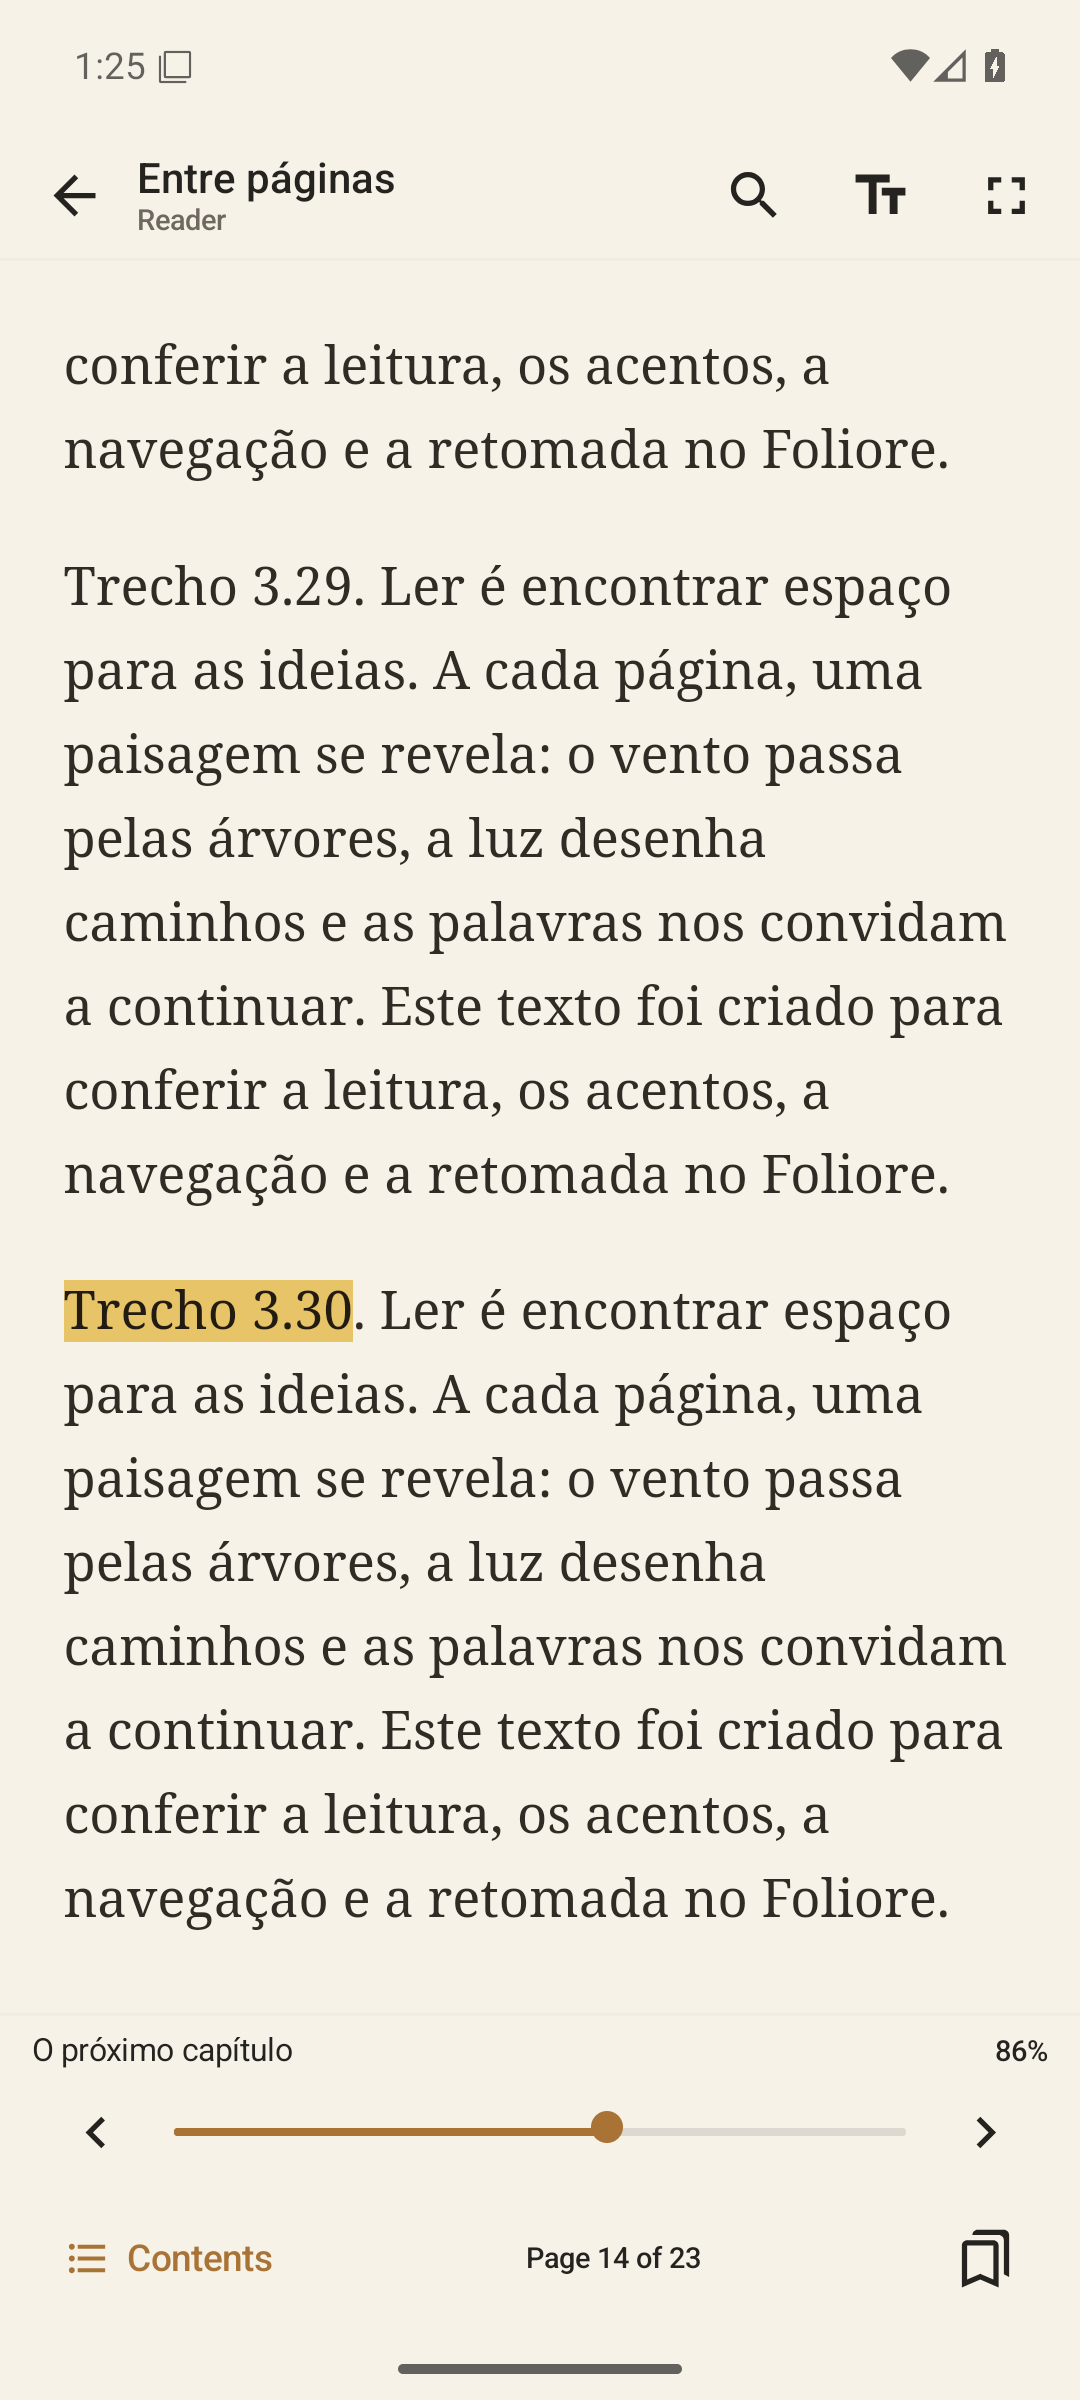 1:25
Entre páginas
Reader
conferir a leitura, os acentos, a
navegação e a retomada no Foliore.
Trecho 3.29. Ler é encontrar espaço
para as ideias. A cada página, uma
paisagem se revela: o vento passa
pelas árvores, a luz desenha
caminhos e as palavras nos convidam
a continuar. Este texto foi criado para
conferir a leitura, os acentos, a
navegação e a retomada no Foliore.
Trecho 3.30. Ler é encontrar espaço
para as ideias. A cada página, uma
paisagem se revela: o vento passa
pelas árvores, a luz desenha
caminhos e as palavras nos convidam
a continuar. Este texto foi criado para
conferir a leitura, os acentos, a
navegação e a retomada no Foliore.
O próximo capítulo
86%
Contents
Page 14 of 23